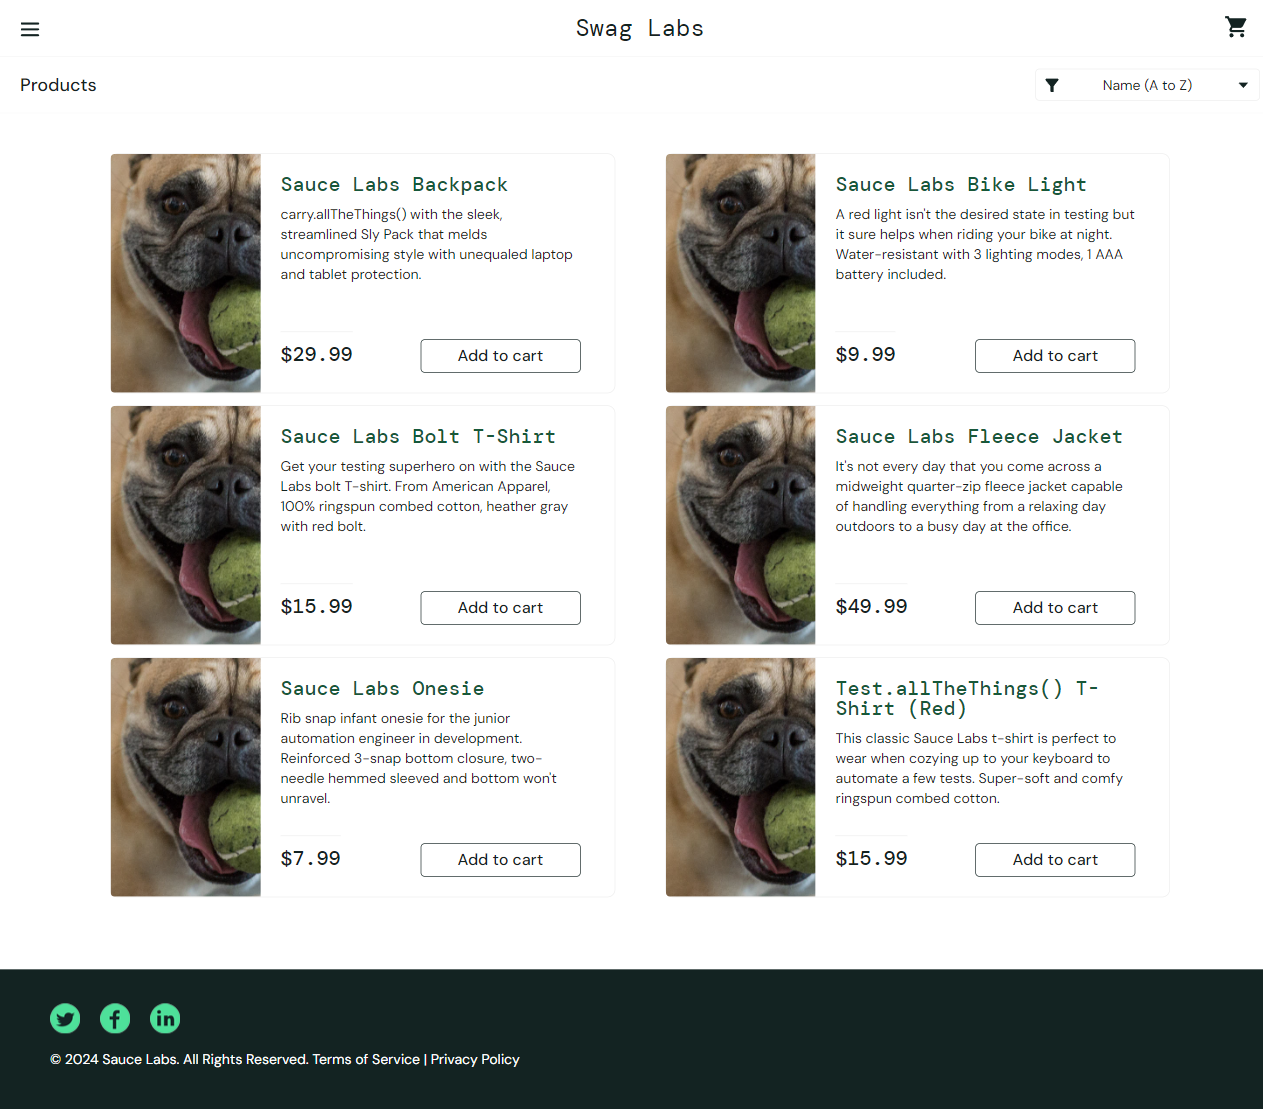 Swag Labs
Products
Name (A to Z)
Sauce Labs Backpack
carry.allTheThings() with the sleek,
streamlined Sly Pack that melds
uncompromising style with unequaled laptop
and tablet protection.
$29.99
Add to cart
Sauce Labs Bike Light
A red light isn't the desired state in testing but
it sure helps when riding your bike at night.
Water-resistant with 3 lighting modes, 1 AAA
battery included.
$9.99
Add to cart
Sauce Labs Bolt T-Shirt
Get your testing superhero on with the Sauce
Labs bolt T-shirt. From American Apparel,
100% ringspun combed cotton, heather gray
with red bolt.
$15.99
Add to cart
Sauce Labs Fleece Jacket
It's not every day that you come across a
midweight quarter-zip fleece jacket capable
of handling everything from a relaxing day
outdoors to a busy day at the office.
$49.99
Add to cart
Sauce Labs Onesie
Rib snap infant onesie for the junior
automation engineer in development.
Reinforced 3-snap bottom closure, two-
needle hemmed sleeved and bottom won't
unravel.
$7.99
Add to cart
Test.allTheThings() T-
Shirt (Red)
This classic Sauce Labs t-shirt is perfect to
wear when cozying up to your keyboard to
automate a few tests. Super-soft and comfy
ringspun combed cotton.
$15.99
Add to cart
© 2024 Sauce Labs. All Rights Reserved. Terms of Service | Privacy Policy